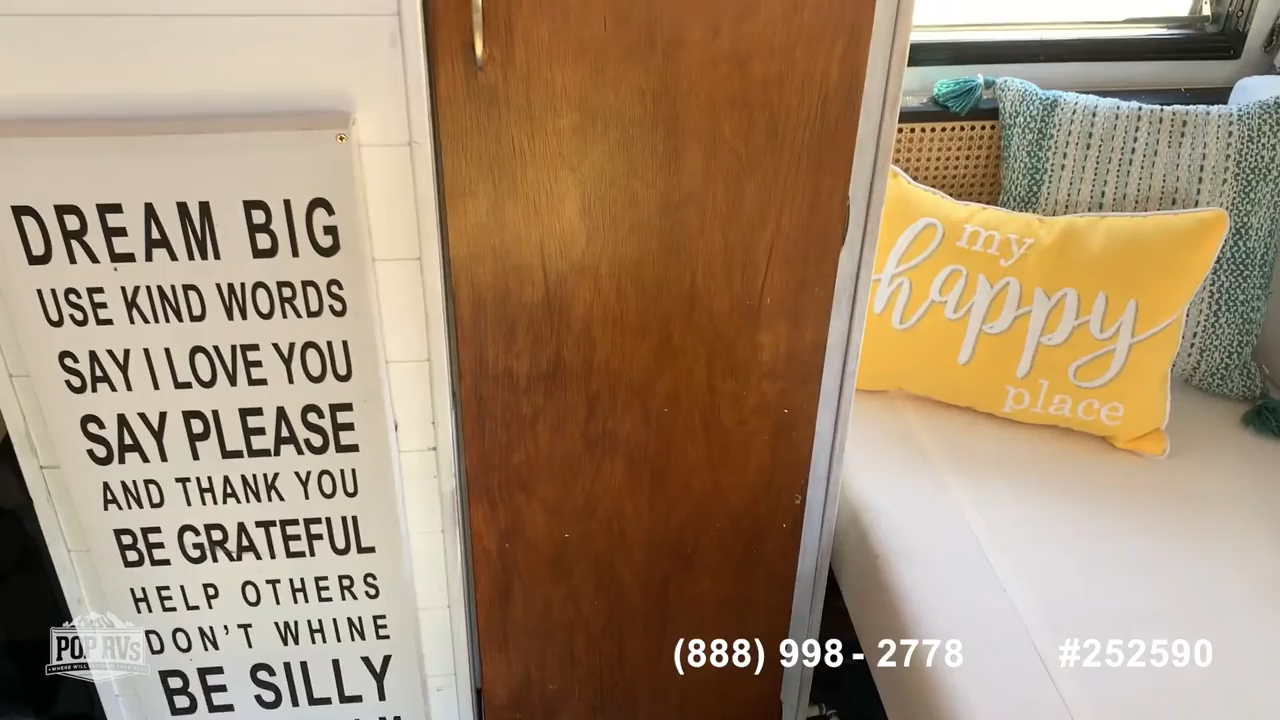 DREAM BIG
USE KIND WORDS
SAY I LOVE YOU
SAY PLEASE
AND THANK YOU
BE GRATEFUL
HELP OTHERS
DON'T WHINE
BE SILLY
my
happy
place
POP RVs
(888) 998 - 2778
#252590